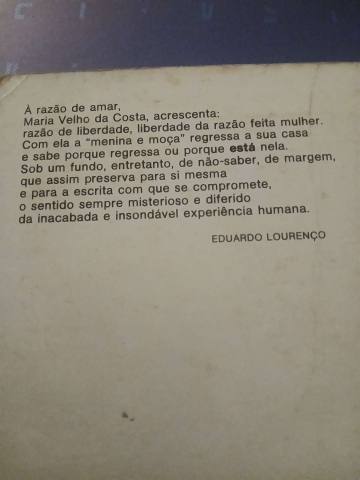 À razão de amar,
Maria Velho da Costa, acrescenta:
razão de liberdade, liberdade da razão feita mulher.
Com ela a "menina e moça" regressa a sua casa
e sabe porque regressa ou porque está nela.
Sob um fundo, entretanto, de não-saber, de margem,
que assim preserva para si mesma
e para a escrita com que se compromete,
o sentido sempre misterioso e diferido
da inacabada e insondável experiência humana.
EDUARDO LOURENÇO